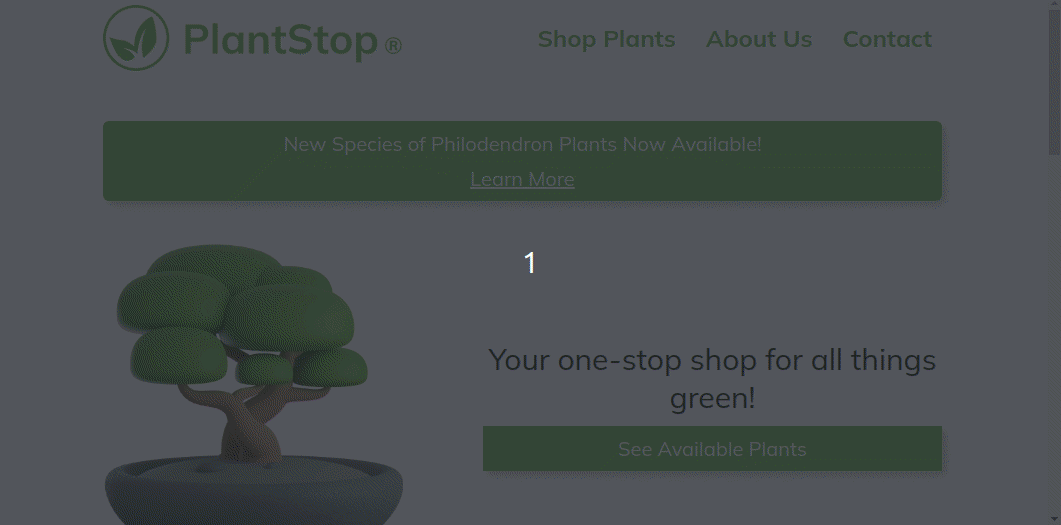 PlantStop ®
Shop Plants About Us Contact
New Species of Philodendron Plants Now Available!
Learn More
1
Your one-stop shop for all things
green!
See Available Plants